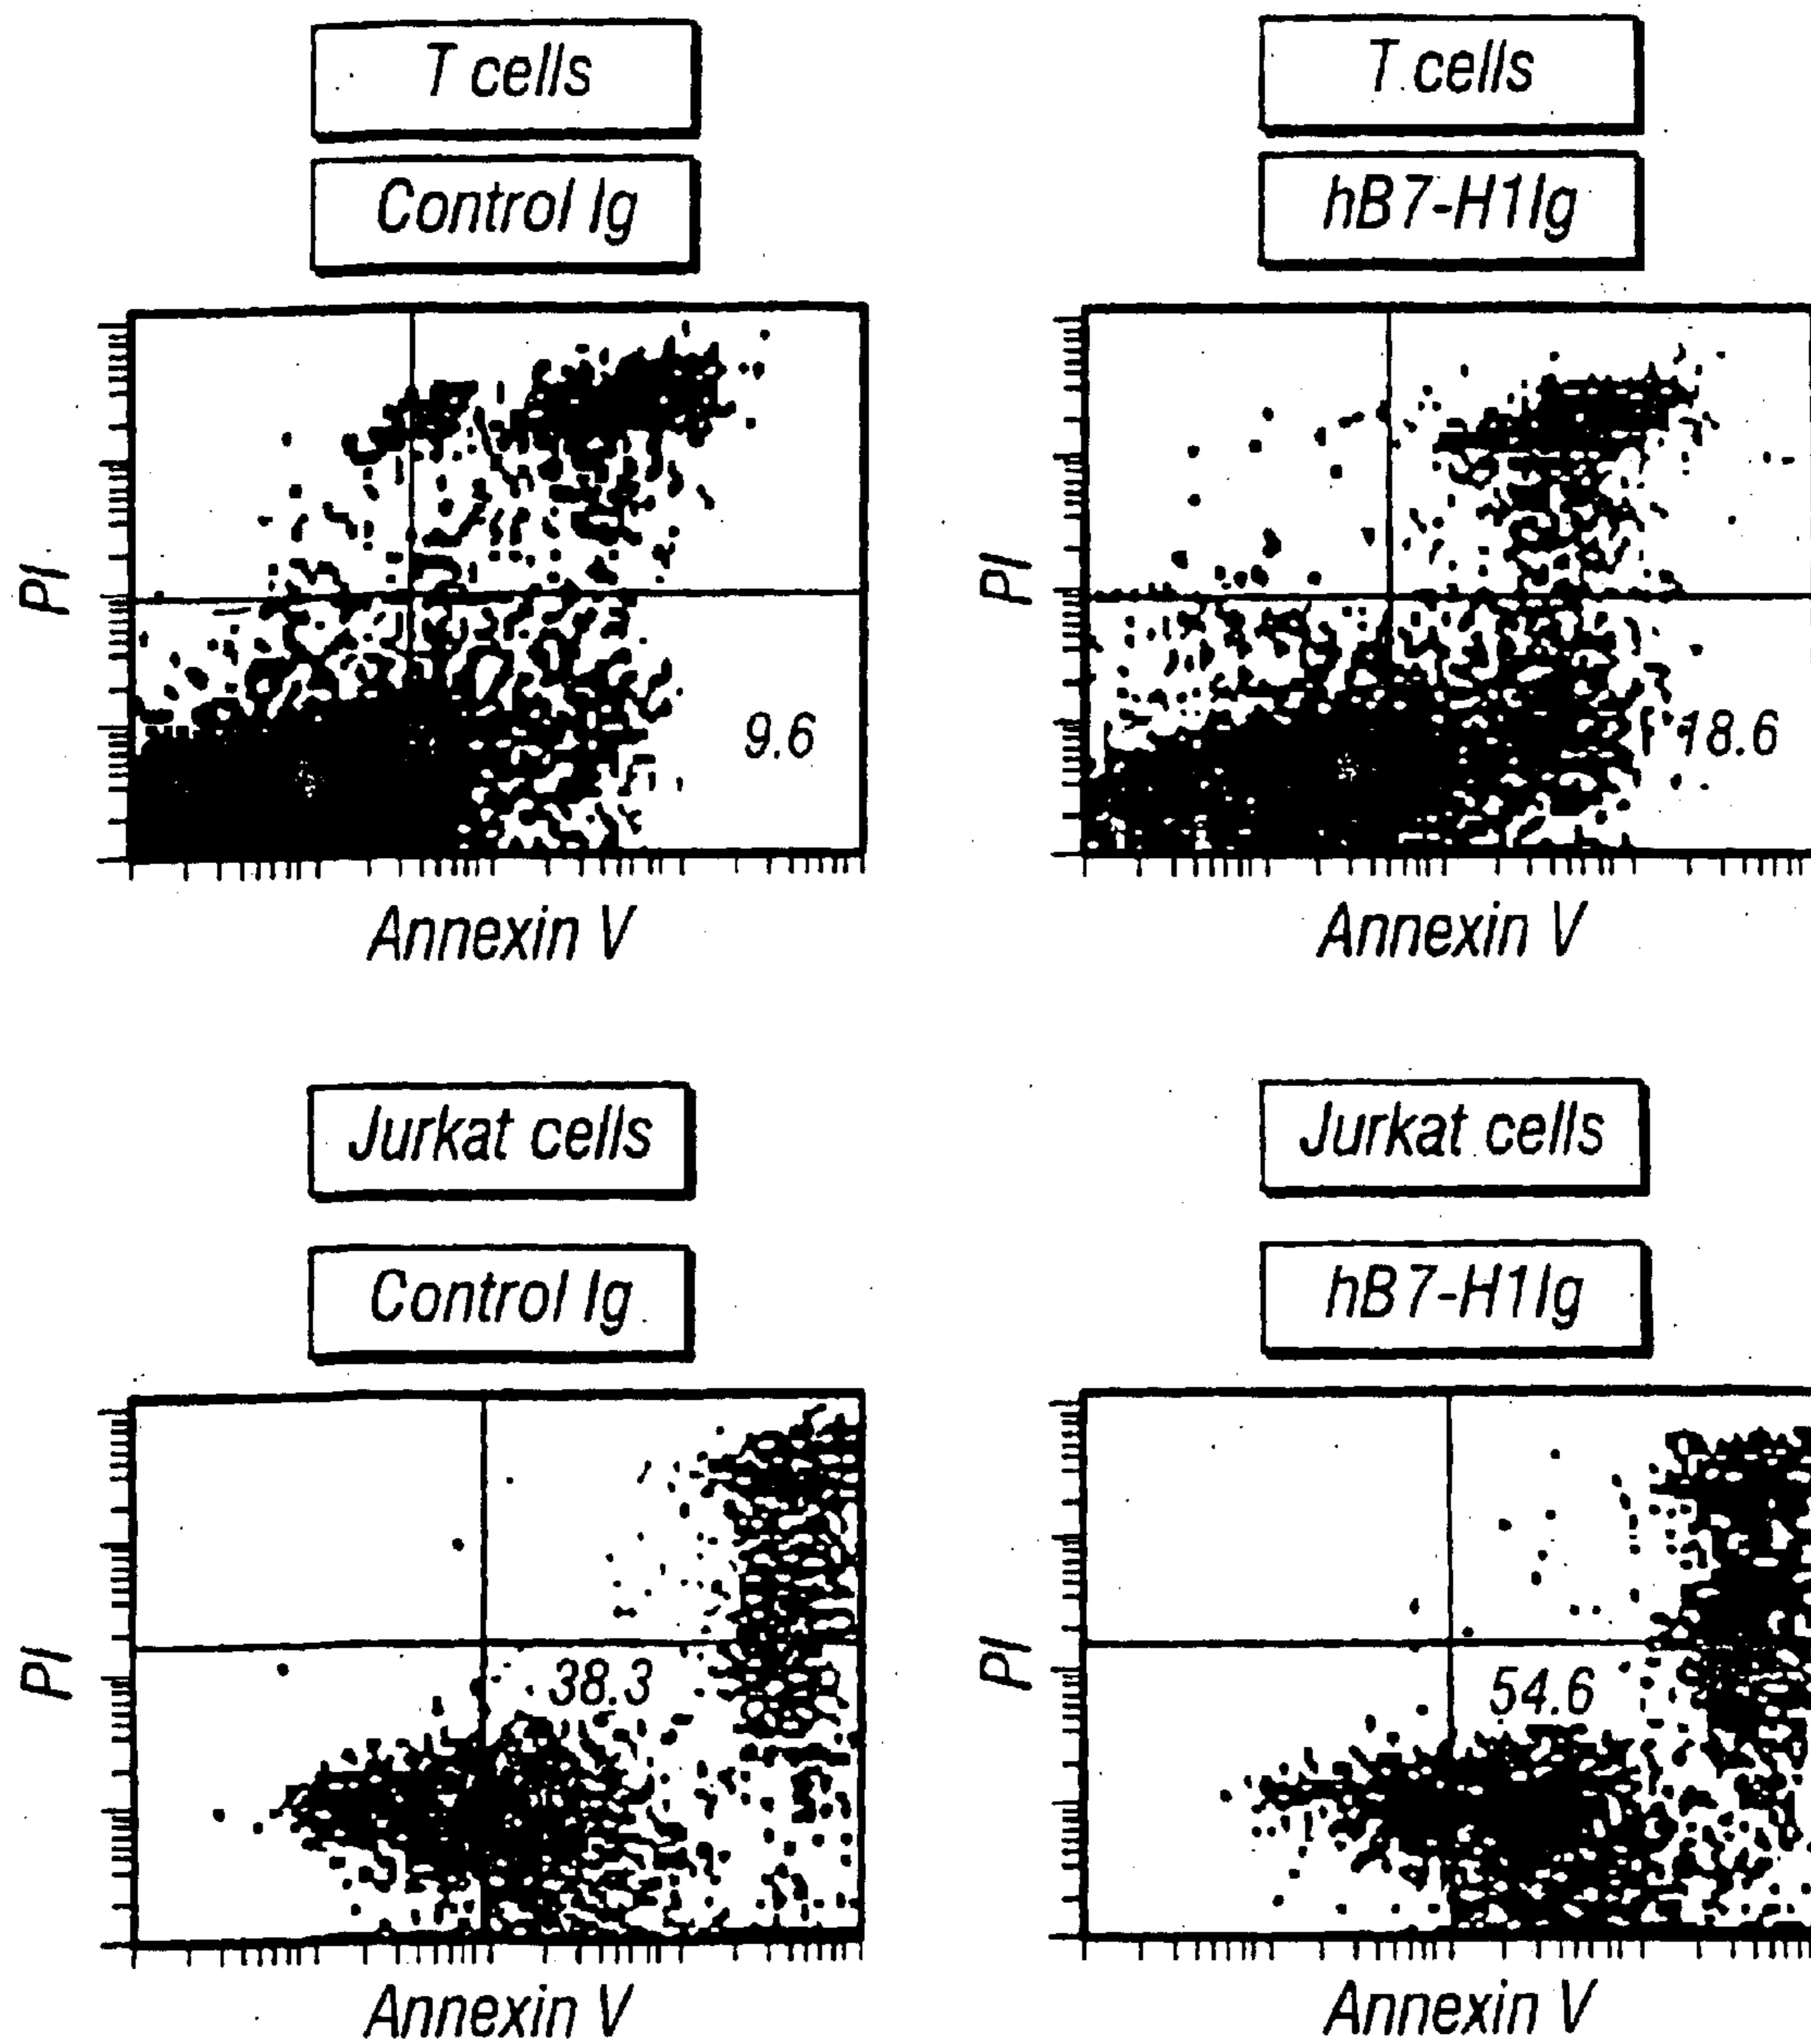 T cells
Control Ig
PI
9.6
Annexin V
T cells
hB7-H1Ig
PI
18.6
Annexin V
Jurkat cells
Control Ig
PI
38.3
Annexin V
Jurkat cells
hB7-H1Ig
PI
54.6
Annexin V